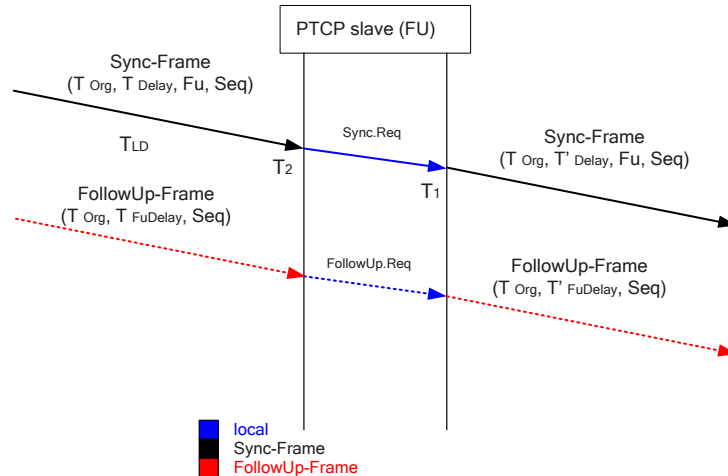 PTCP slave (FU)
Sync-Frame
(T Org, T Delay, Fu, Seq)
Sync.Req
Sync-Frame
(T Org, T' Delay, Fu, Seq)
TLD
T2
T1
FollowUp-Frame
(T Org, T FuDelay, Seq)
FollowUp.Req
FollowUp-Frame
(T Org, T' FuDelay, Seq)
local
Sync-Frame
FollowUp-Frame